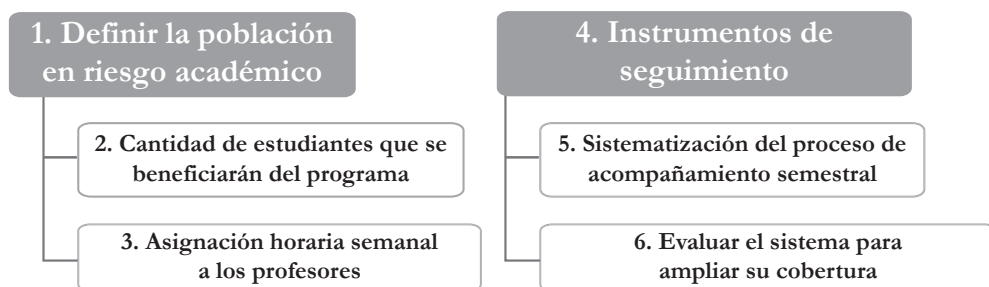 1. Definir la población
en riesgo académico
2. Cantidad de estudiantes que se
beneficiarán del programa
3. Asignación horaria semanal
a los profesores
4. Instrumentos de
seguimiento
5. Sistematización del proceso de
acompañamiento semestral
6. Evaluar el sistema para
ampliar su cobertura